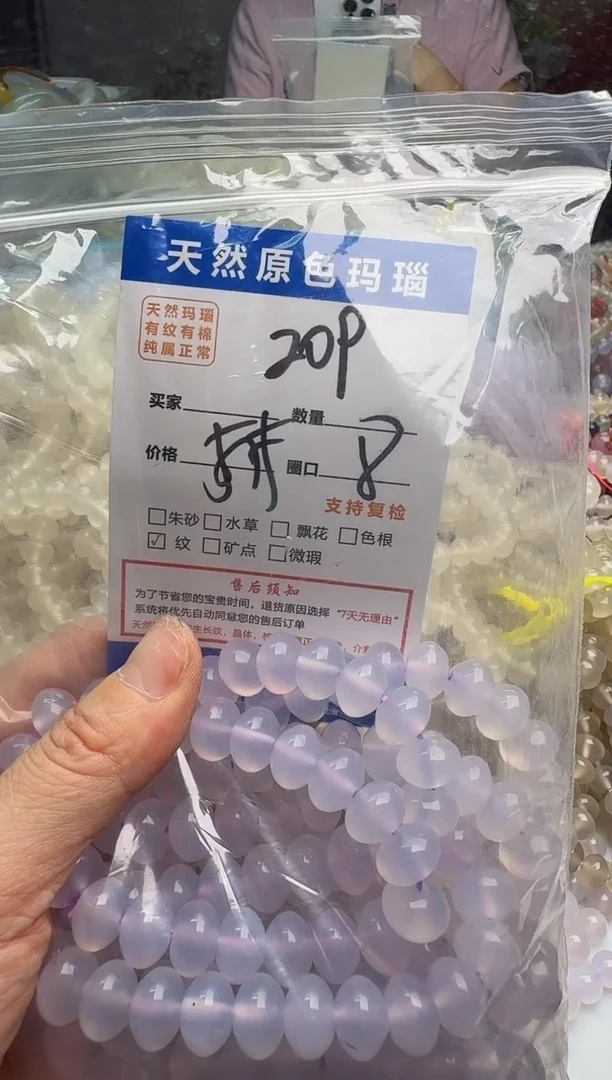 天然原色玛瑙
天然玛瑙
有纹有棉
纯属正常
20P
买家 数量
价格 圈口 8
支持复检
朱砂 水草 飘花 色根
纹 矿点 微瑕
售后须知
为了节省您的宝贵时间，退货原因选择“7天无理由”
系统将优先自动同意您的售后订单